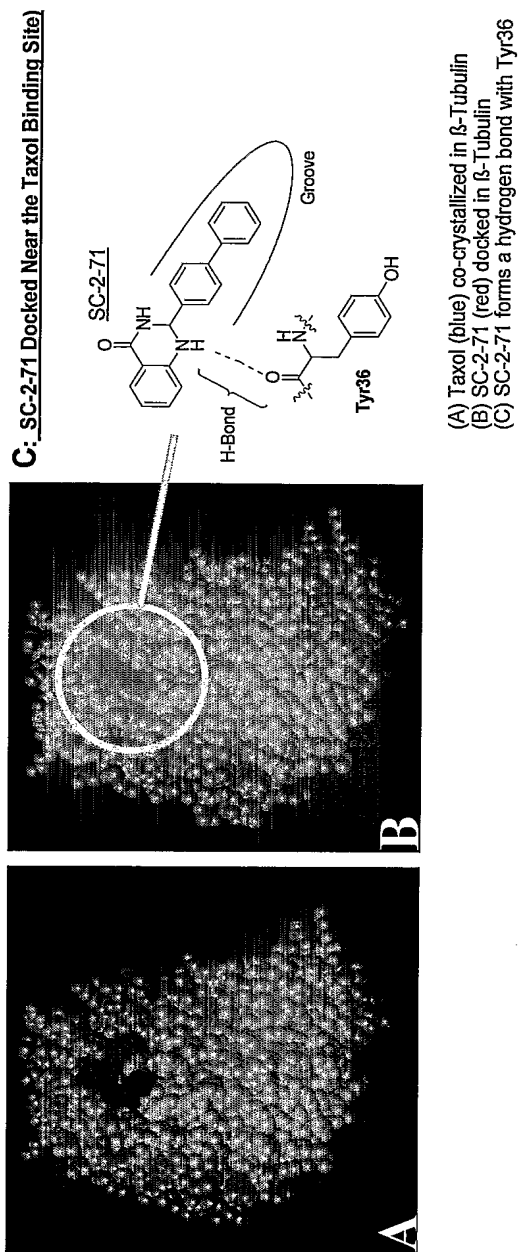 C: SC-2-71 Docked Near the Taxol Binding Site)
SC-2-71
O
NH
N
H
Groove
H-Bond
O
H
N
OH
Tyr36
A
B
(A) Taxol (blue) co-crystallized in ß-Tubulin
(B) SC-2-71 (red) docked in ß-Tubulin
(C) SC-2-71 forms a hydrogen bond with Tyr36